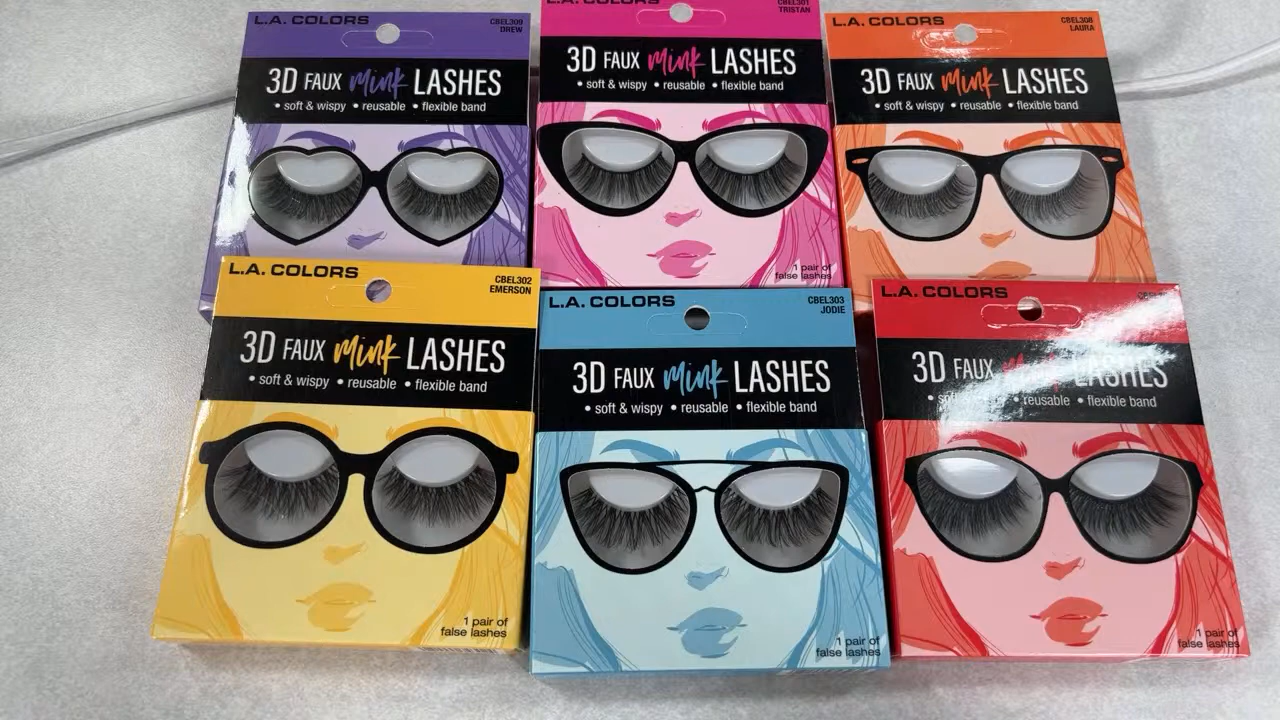 L.A. COLORS
CBEL309
DREW
3D FAUX mink LASHES
• soft & wispy • reusable • flexible band
L.A. COLORS
CBEL301
TRISTAN
3D FAUX mink LASHES
• soft & wispy • reusable • flexible band
1 pair of
false lashes
L.A. COLORS
CBEL308
LAURA
3D FAUX mink LASHES
• soft & wispy • reusable • flexible band
L.A. COLORS
CBEL302
EMERSON
3D FAUX mink LASHES
• soft & wispy • reusable • flexible band
1 pair of
false lashes
L.A. COLORS
CBEL303
JODIE
3D FAUX mink LASHES
• soft & wispy • reusable • flexible band
1 pair of
false lashes
L.A. COLORS
3D FAUX mink LASHES
• reusable • flexible band
1 pair of
false lashes